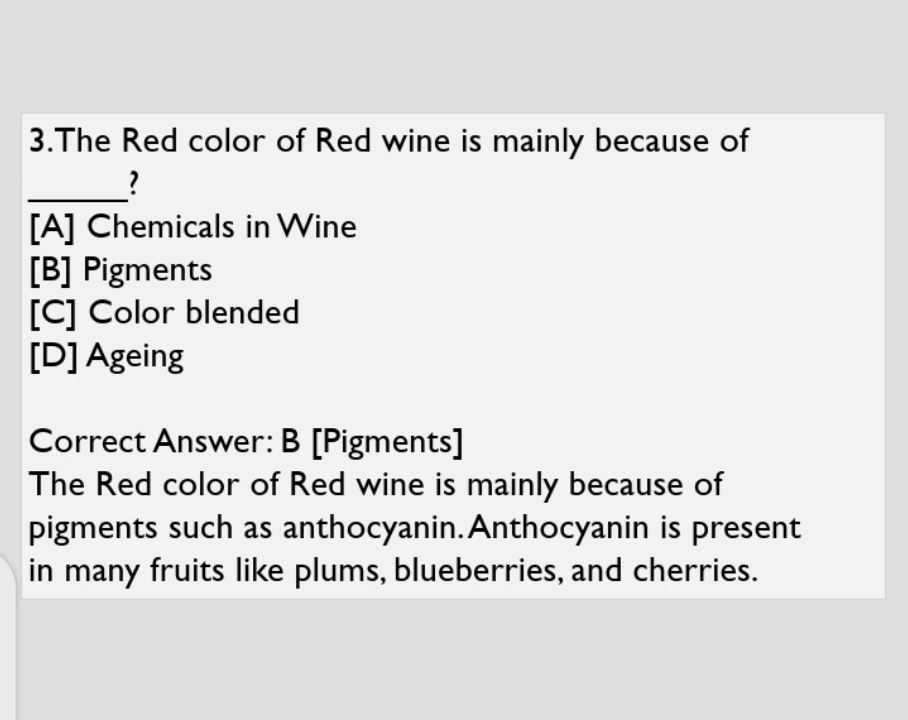 3.The Red color of Red wine is mainly because of
______?
[A] Chemicals in Wine
[B] Pigments
[C] Color blended
[D] Ageing
Correct Answer: B [Pigments]
The Red color of Red wine is mainly because of
pigments such as anthocyanin. Anthocyanin is present
in many fruits like plums, blueberries, and cherries.